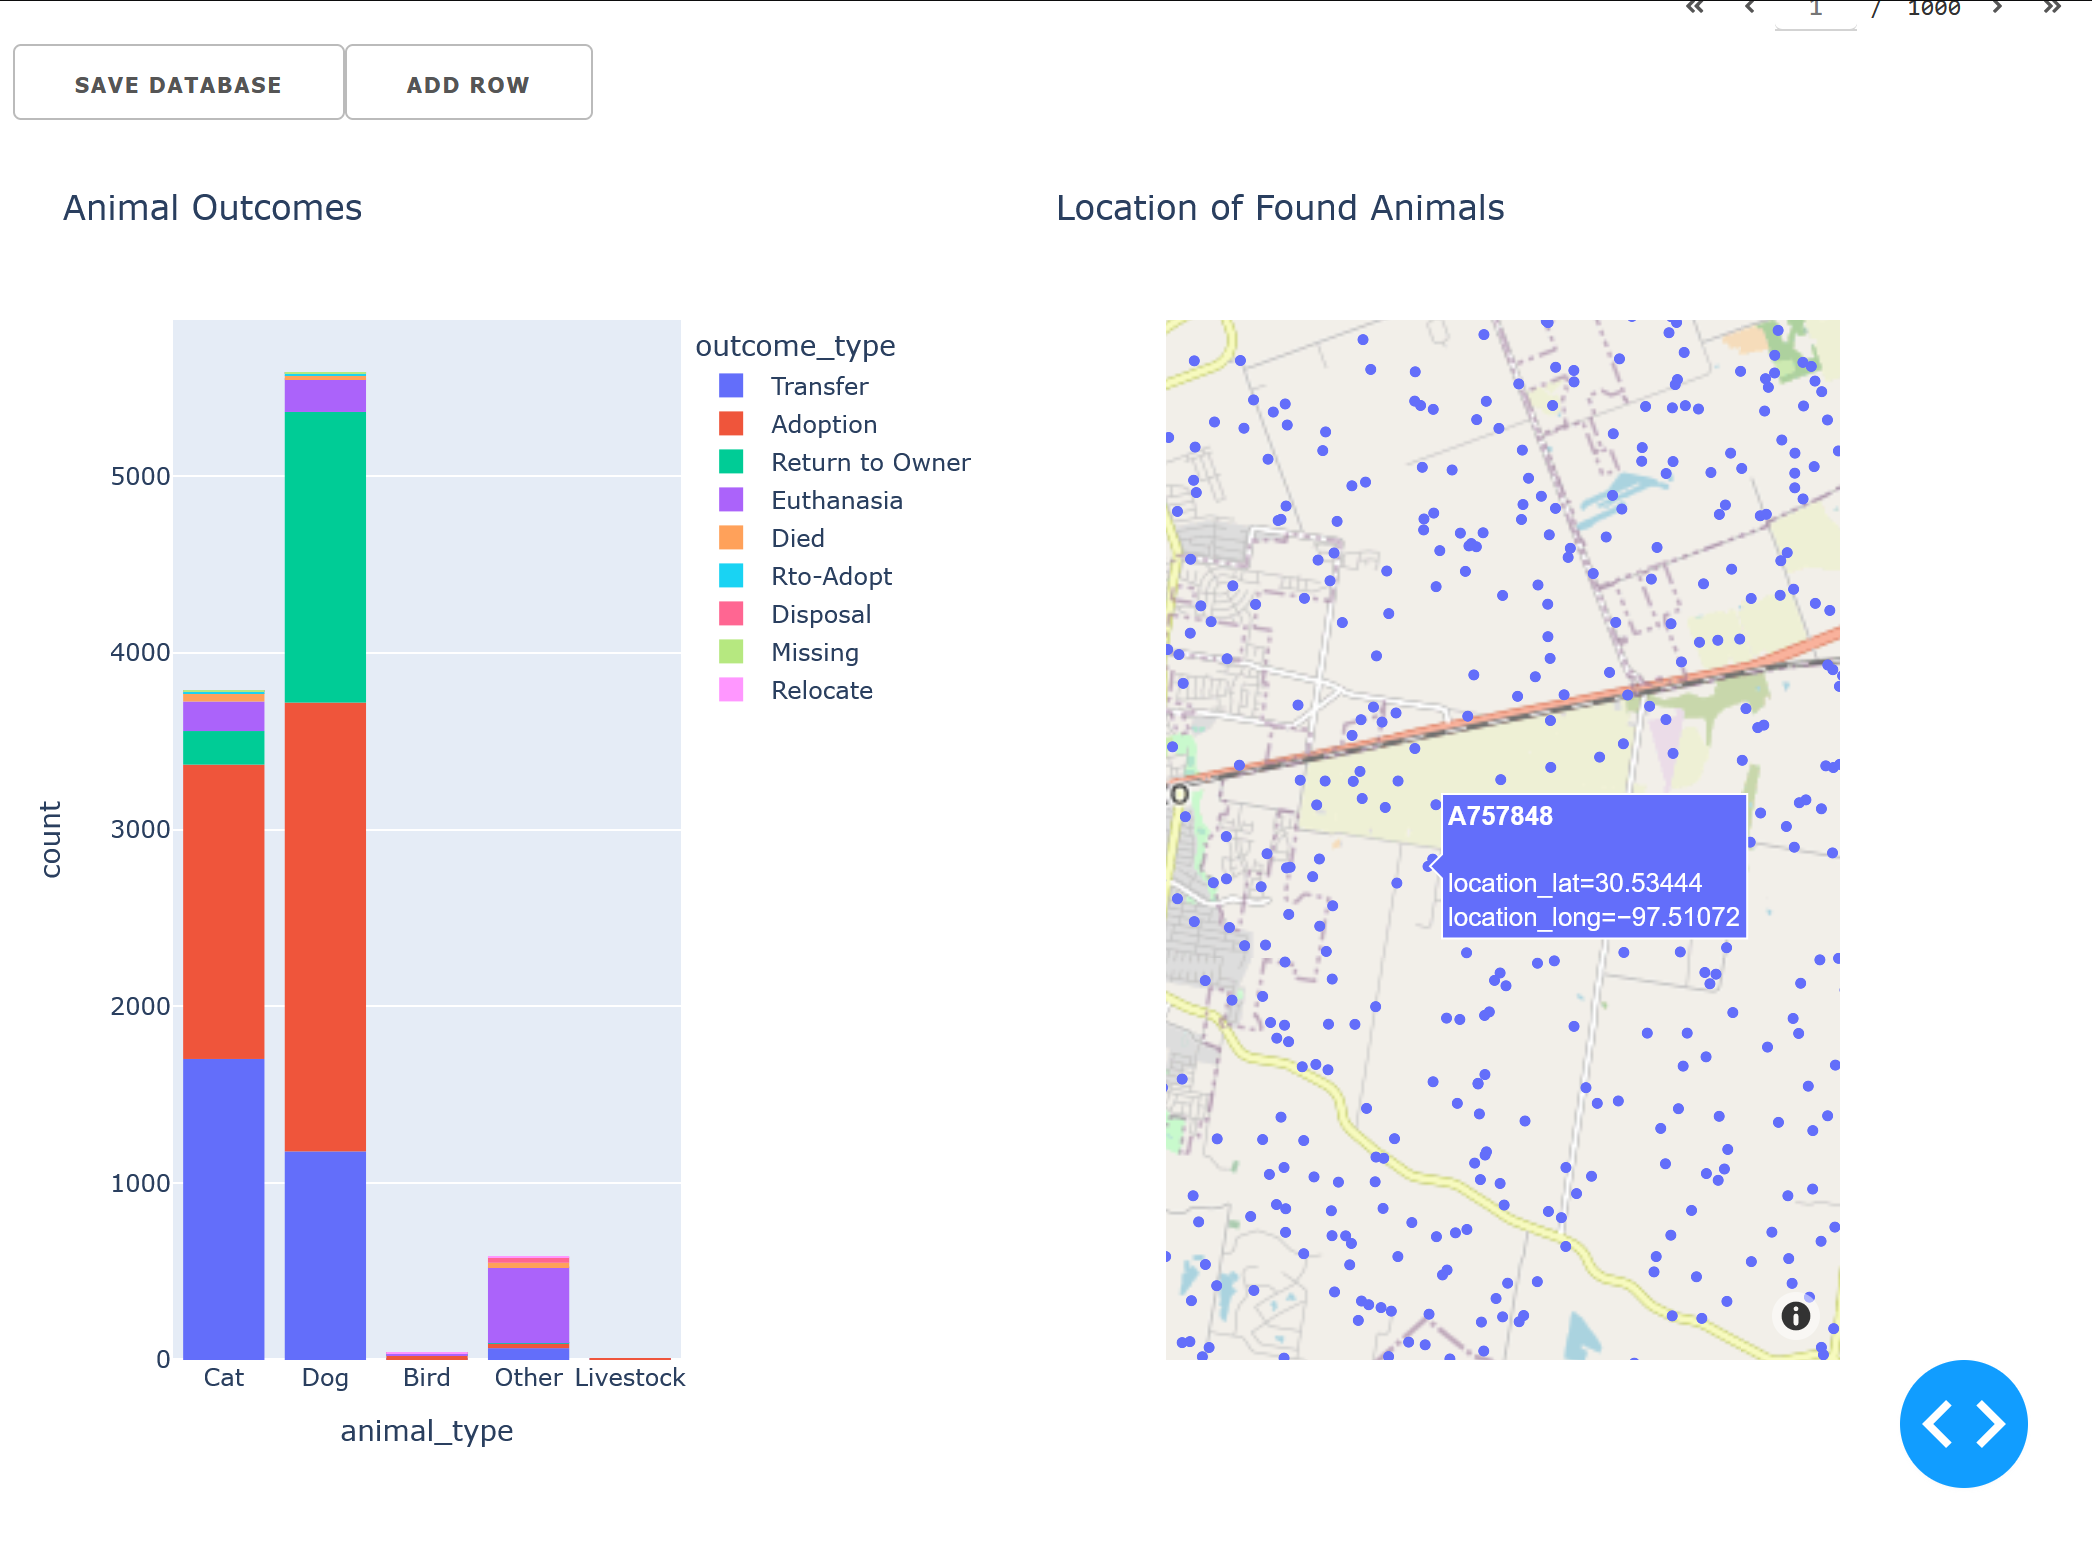 1 / 1000
SAVE DATABASE
ADD ROW
Animal Outcomes
Location of Found Animals
outcome_type
Transfer
Adoption
Return to Owner
Euthanasia
Died
Rto-Adopt
Disposal
Missing
Relocate
5000
4000
3000
2000
1000
0
count
Cat
Dog
Bird
Other
Livestock
animal_type
A757848
location_lat=30.53444
location_long=−97.51072